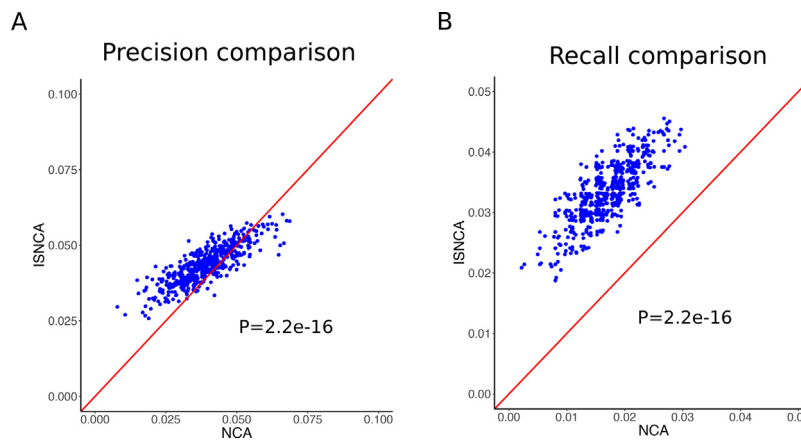 A
Precision comparison
0.100
0.075
0.050
0.025
0.000
ISNCA
P=2.2e-16
0.000 0.025 0.050 0.075 0.100
NCA
B
Recall comparison
0.05
0.04
0.03
0.02
0.01
0.00
ISNCA
P=2.2e-16
0.00 0.01 0.02 0.03 0.04
NCA